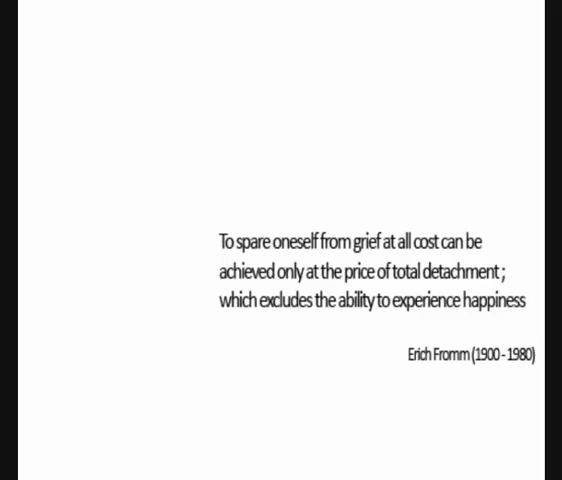 To spare oneself from grief at all cost can be
achieved only at the price of total detachment ;
which excludes the ability to experience happiness
Erich Fromm (1900 - 1980)